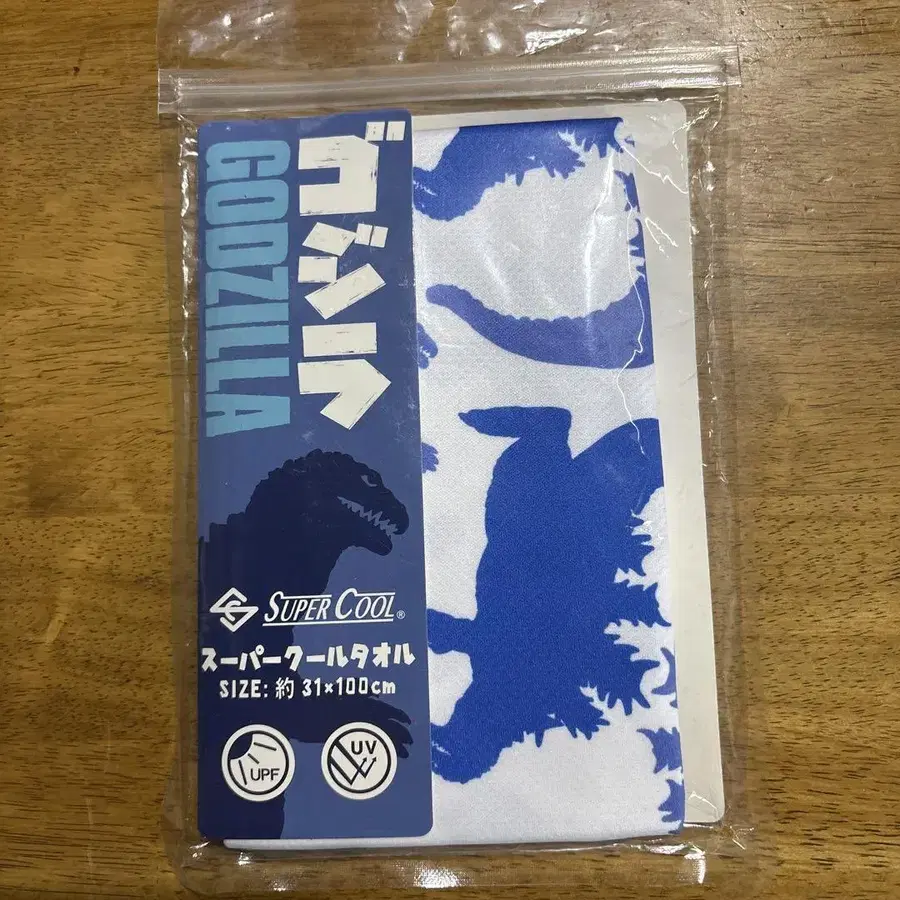 ゴジラ
GODZILLA
SUPER COOL®
スーパークールタオル
SIZE: 約 31×100cm
UPF
UV